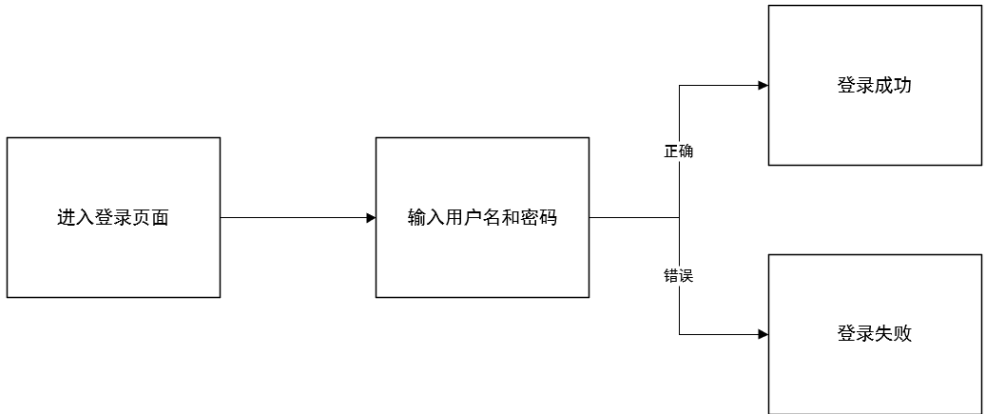 进入登录页面
输入用户名和密码
正确
登录成功
错误
登录失败